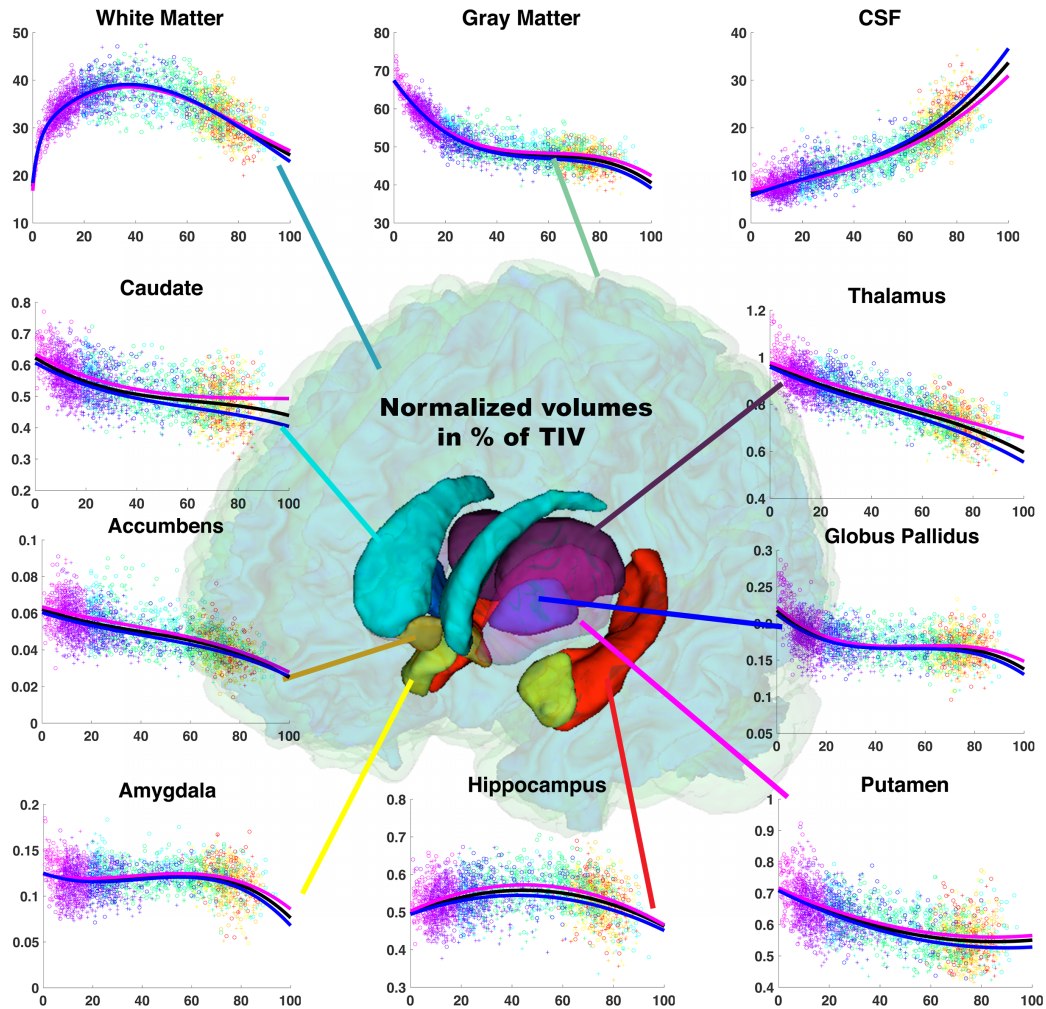 White Matter
Gray Matter
CSF
50
40
30
20
10
0 20 40 60 80 100
80
70
60
50
40
30
0 20 40 60 80 100
40
30
20
10
0
0 20 40 60 80 100
Caudate
0.8
0.7
0.6
0.5
0.4
0.3
0.2
0 20 40 60 80 100
Thalamus
1.2
1
0.8
0.6
0.4
0 20 40 60 80 100
Normalized volumes
in % of TIV
Accumbens
0.1
0.08
0.06
0.04
0.02
0
0 20 40 60 80 100
Globus Pallidus
0.3
0.25
0.2
0.15
0.1
0.05
0 20 40 60 80 100
Amygdala
0.2
0.15
0.1
0.05
0
0 20 40 60 80 100
Hippocampus
0.8
0.7
0.6
0.5
0.4
0.3
0 20 40 60 80 100
Putamen
1
0.9
0.8
0.7
0.6
0.5
0.4
0 20 40 60 80 100